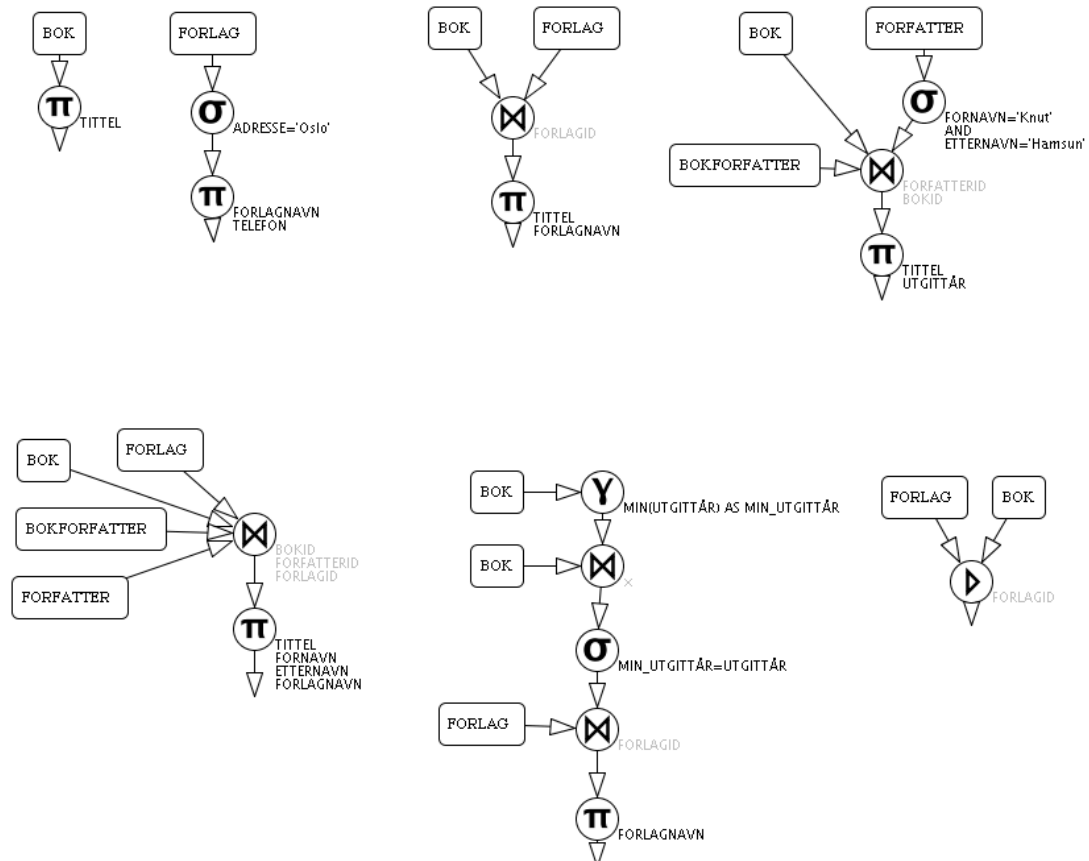 BOK
π
TITTEL
FORLAG
σ
ADRESSE='Oslo'
π
FORLAGNAVN
TELEFON
BOK
FORLAG
⋈
FORLAGID
π
TITTEL
FORLAGNAVN
BOK
FORFATTER
σ
FORNAVN='Knut'
AND
ETTERNAVN='Hamsun'
BOKFORFATTER
⋈
FORFATTERID
BOKID
π
TITTEL
UTGITTÅR
BOK
FORLAG
BOKFORFATTER
FORFATTER
⋈
BOKID
FORFATTERID
FORLAGID
π
TITTEL
FORNAVN
ETTERNAVN
FORLAGNAVN
BOK
γ
MIN(UTGITTÅR) AS MIN_UTGITTÅR
BOK
⋈
×
σ
MIN_UTGITTÅR=UTGITTÅR
FORLAG
⋈
FORLAGID
π
FORLAGNAVN
FORLAG
BOK
▷
FORLAGID